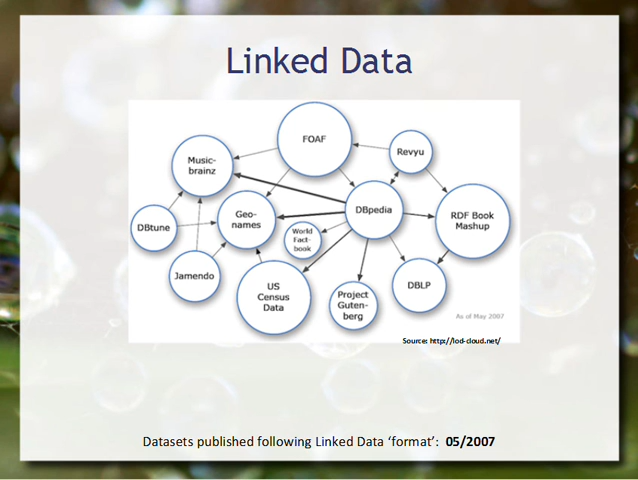 Linked Data
FOAF
Music-
brainz
Revyu
DBtune
Geo-
names
World
Fact-
book
DBpedia
RDF Book
Mashup
Jamendo
US
Census
Data
Project
Guten-
berg
DBLP
As of May 2007
Source: http://lod-cloud.net/
Datasets published following Linked Data ‘format’: 05/2007